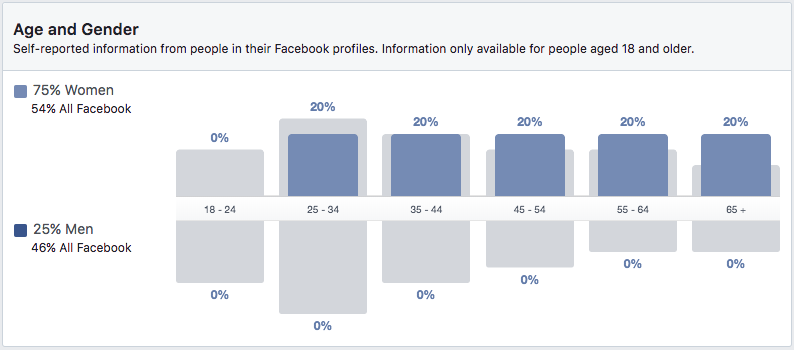 Age and Gender
Self-reported information from people in their Facebook profiles. Information only available for people aged 18 and older.
75% Women
54% All Facebook
0% 20% 20% 20% 20% 20%
18 - 24 25 - 34 35 - 44 45 - 54 55 - 64 65 +
25% Men
46% All Facebook
0% 0% 0% 0% 0% 0%